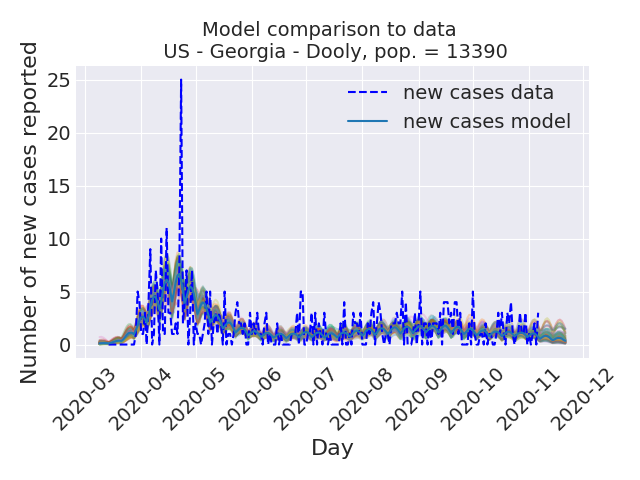 Model comparison to data
US - Georgia - Dooly, pop. = 13390
Number of new cases reported
25
20
15
10
5
0
new cases data
new cases model
2020-03
2020-04
2020-05
2020-06
2020-07
2020-08
2020-09
2020-10
2020-11
2020-12
Day